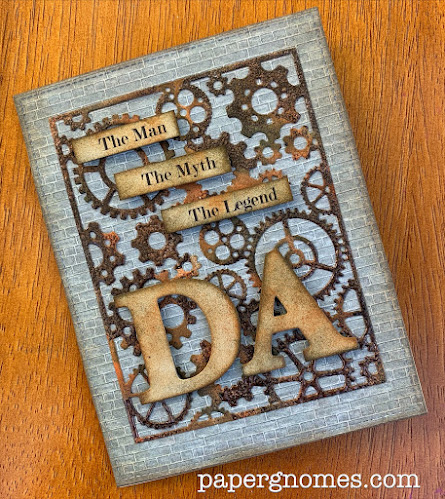 The Man
The Myth
The Legend
DA
papergnomes.com